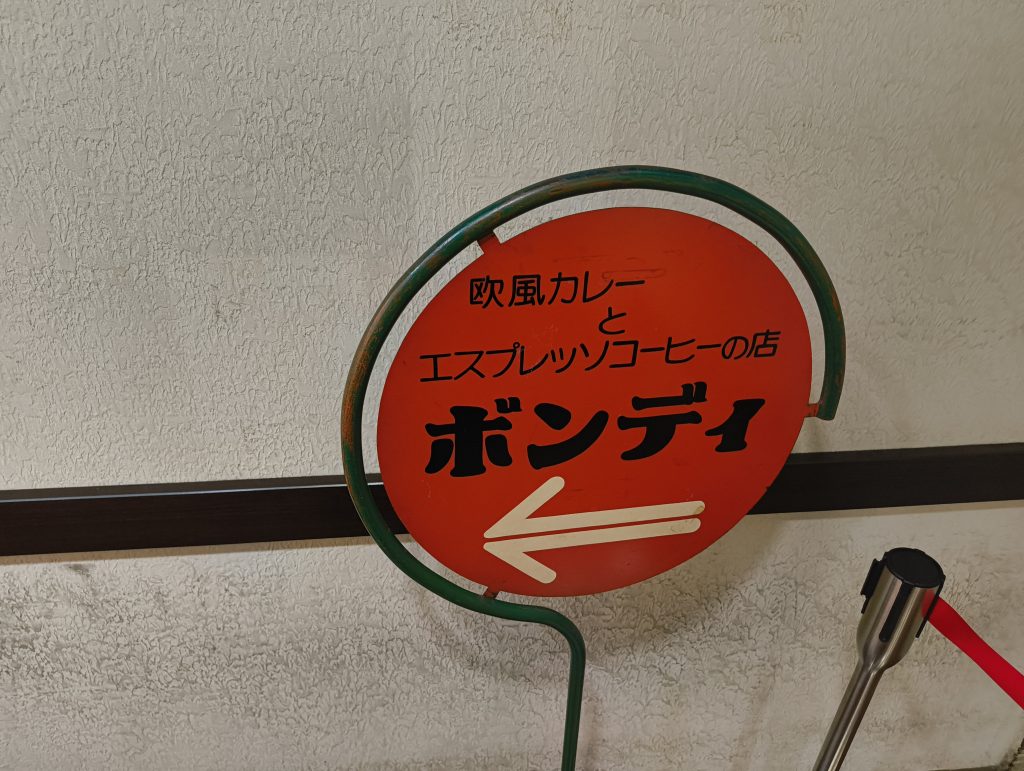 欧風カレー
と
エスプレッソコーヒーの店
ボンディ